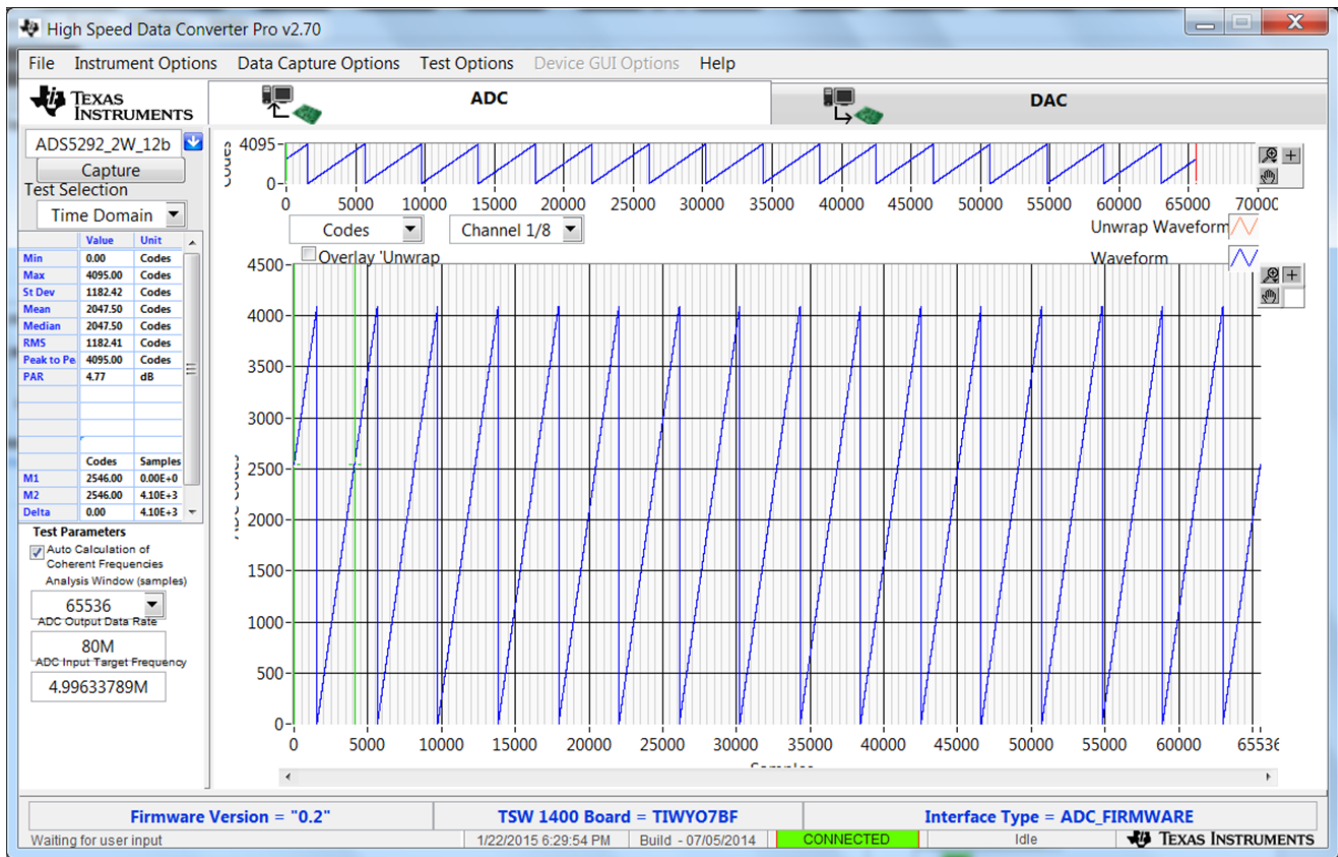 High Speed Data Converter Pro v2.70
File Instrument Options Data Capture Options Test Options Device GUI Options Help
TEXAS INSTRUMENTS
ADC
DAC
ADS5292_2W_12b
Capture
Test Selection
Time Domain
Value Unit
Min 0.00 Codes
Max 4095.00 Codes
St Dev 1182.42 Codes
Mean 2047.50 Codes
Median 2047.50 Codes
RMS 1182.41 Codes
Peak to Pe 4095.00 Codes
PAR 4.77 dB
Codes Samples
M1 2546.00 0.00E+0
M2 2546.00 4.10E+3
Delta 0.00 4.10E+3
Test Parameters
Auto Calculation of
Coherent Frequencies
Analysis Window (samples)
65536
ADC Output Data Rate
80M
ADC Input Target Frequency
4.99633789M
Codes
4095
0
0 5000 10000 15000 20000 25000 30000 35000 40000 45000 50000 55000 60000 65000 70000
Codes Channel 1/8
Unwrap Waveform
Overlay 'Unwrap
Waveform
4500
4000
3500
3000
2500
2000
1500
1000
500
0
ADC Codes
0 5000 10000 15000 20000 25000 30000 35000 40000 45000 50000 55000 60000 65536
Samples
Firmware Version = "0.2"
TSW 1400 Board = TIWYO7BF
Interface Type = ADC_FIRMWARE
Waiting for user input
1/22/2015 6:29:54 PM
Build - 07/05/2014
CONNECTED
Idle
TEXAS INSTRUMENTS